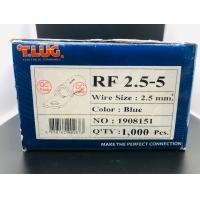 T.LUG
RF 2.5-5
Wire Size : 2.5 mm²
Color : Blue
NO : 1908151
Q'TY : 1,000 Pcs.
MAKE THE PERFECT CONNECTION